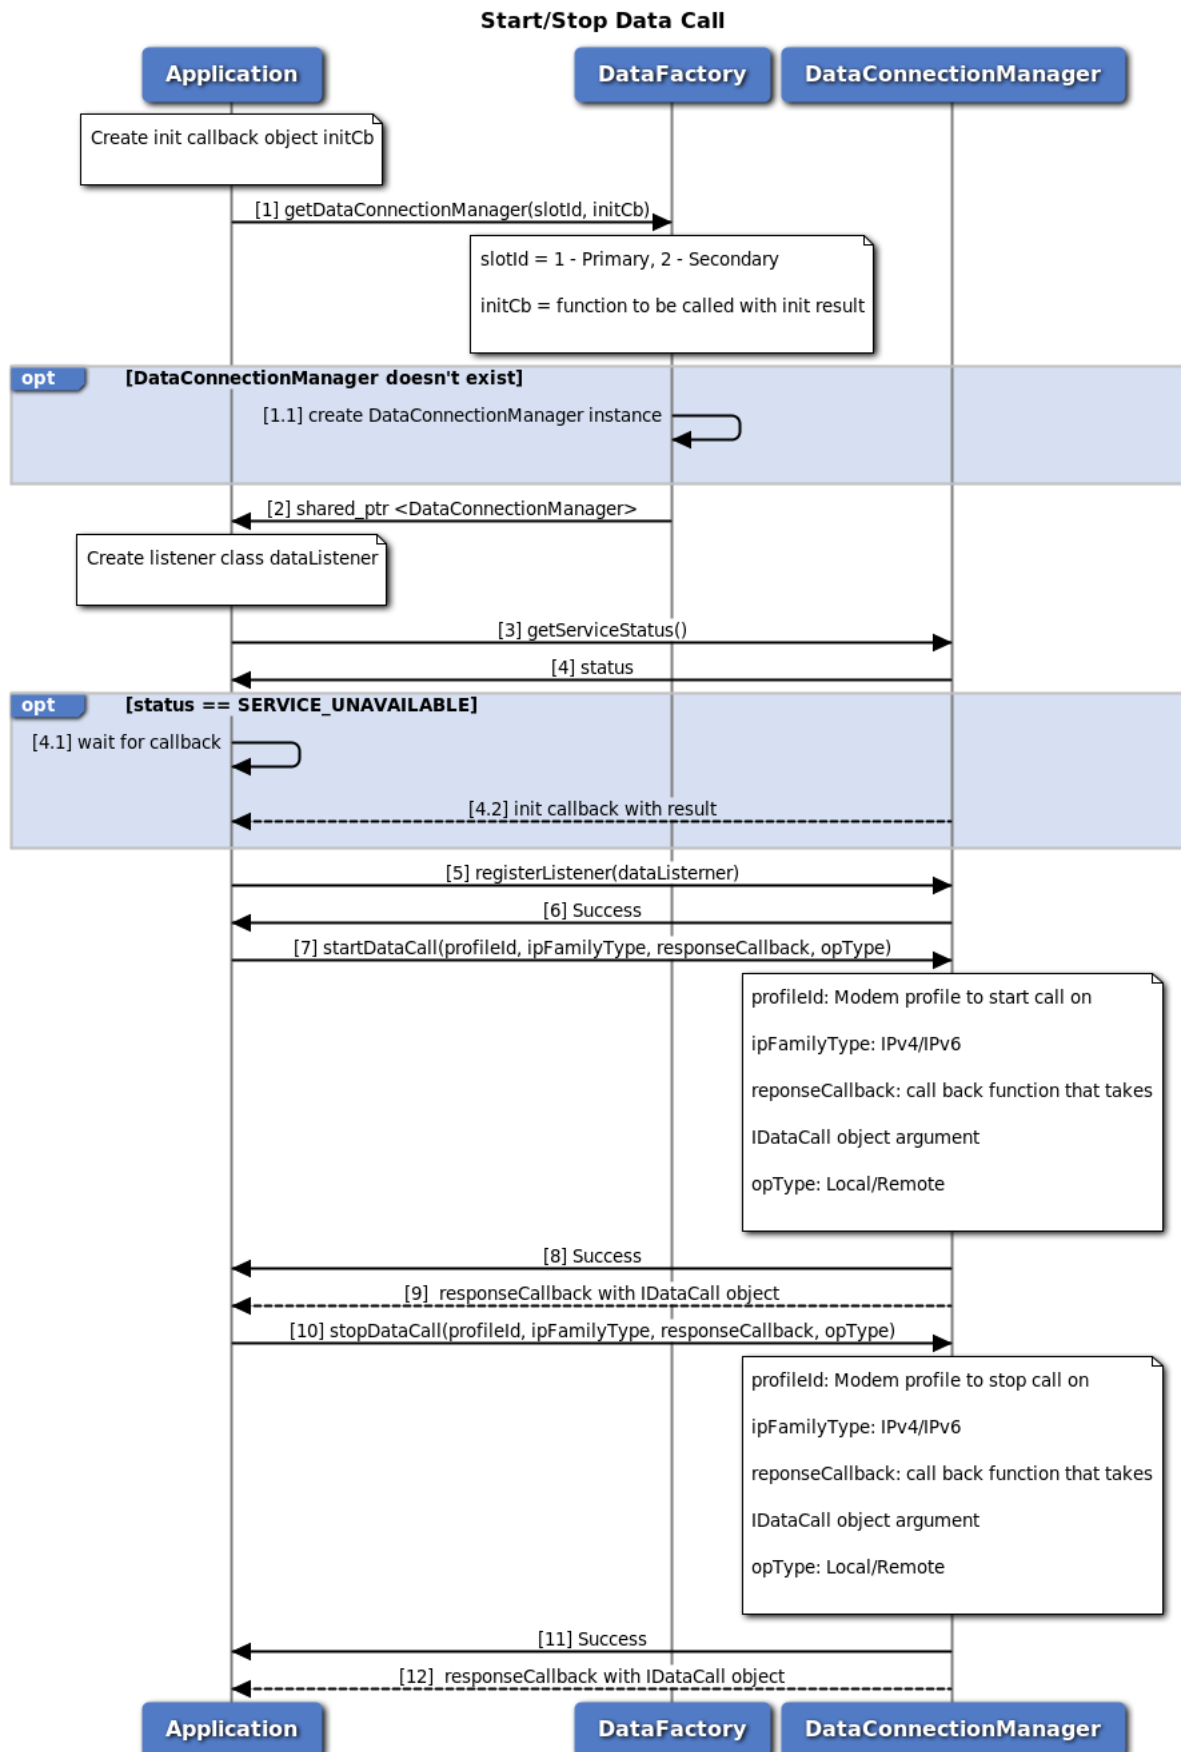 Start/Stop Data Call
Application
DataFactory
DataConnectionManager
Create init callback object initCb
[1] getDataConnectionManager(slotId, initCb)
slotId = 1 - Primary, 2 - Secondary
initCb = function to be called with init result
opt
[DataConnectionManager doesn't exist]
[1.1] create DataConnectionManager instance
[2] shared_ptr <DataConnectionManager>
Create listener class dataListener
[3] getServiceStatus()
[4] status
opt
[status == SERVICE_UNAVAILABLE]
[4.1] wait for callback
[4.2] init callback with result
[5] registerListener(dataListerner)
[6] Success
[7] startDataCall(profileId, ipFamilyType, responseCallback, opType)
profileId: Modem profile to start call on
ipFamilyType: IPv4/IPv6
reponseCallback: call back function that takes
IDataCall object argument
opType: Local/Remote
[8] Success
[9] responseCallback with IDataCall object
[10] stopDataCall(profileId, ipFamilyType, responseCallback, opType)
profileId: Modem profile to stop call on
ipFamilyType: IPv4/IPv6
reponseCallback: call back function that takes
IDataCall object argument
opType: Local/Remote
[11] Success
[12] responseCallback with IDataCall object
Application
DataFactory
DataConnectionManager